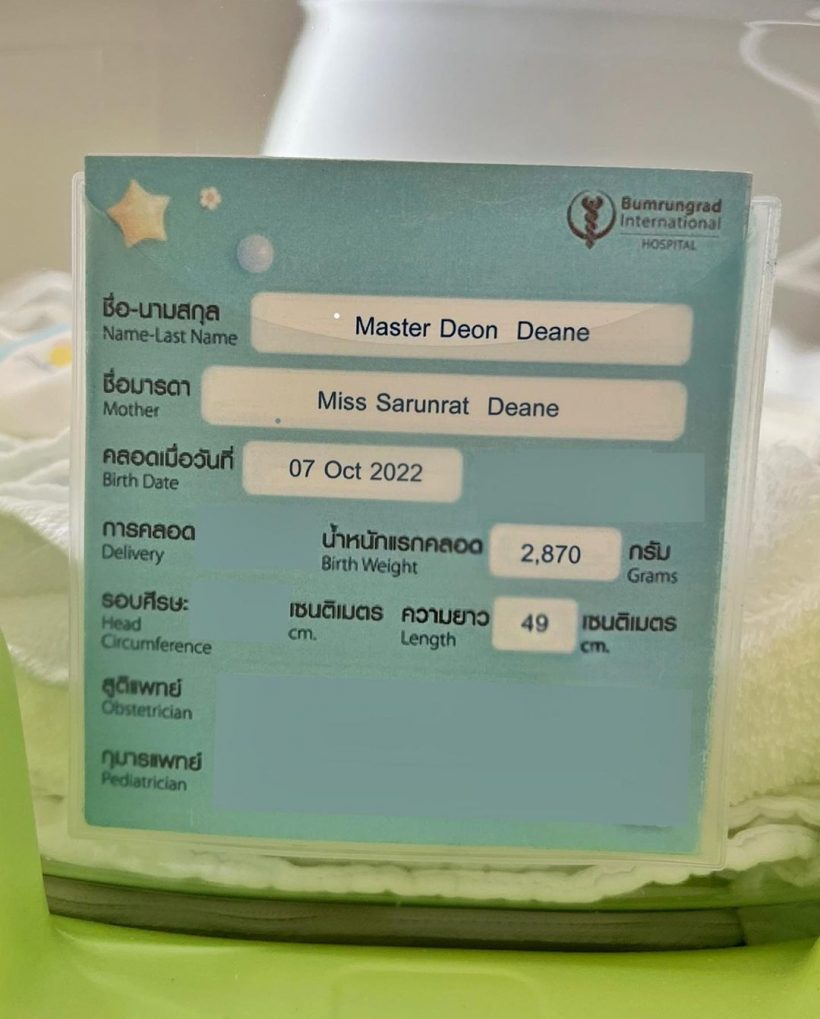 Bumrungrad
International
HOSPITAL
ชื่อ-นามสกุล
Name-Last Name
Master Deon Deane
ชื่อมารดา
Mother
Miss Sarunrat Deane
คลอดเมื่อวันที่
Birth Date
07 Oct 2022
การคลอด
Delivery
น้ำหนักแรกคลอด
Birth Weight
2,870
กรัม
Grams
รอบศีรษะ
Head
Circumference
เซนติเมตร
cm.
ความยาว
Length
49
เซนติเมตร
cm.
สูติแพทย์
Obstetrician
กุมารแพทย์
Pediatrician